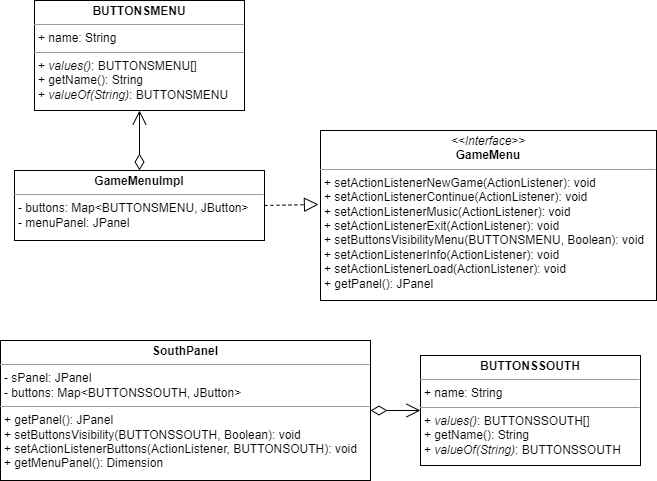 BUTTONSMENU
+ name: String
+ values(): BUTTONSMENU[]
+ getName(): String
+ valueOf(String): BUTTONSMENU
<<Interface>>
GameMenu
+ setActionListenerNewGame(ActionListener): void
+ setActionListenerContinue(ActionListener): void
+ setActionListenerMusic(ActionListener): void
+ setActionListenerExit(ActionListener): void
+ setButtonsVisibilityMenu(BUTTONSMENU, Boolean): void
+ setActionListenerInfo(ActionListener): void
+ setActionListenerLoad(ActionListener): void
+ getPanel(): JPanel
GameMenuImpl
- buttons: Map<BUTTONSMENU, JButton>
- menuPanel: JPanel
SouthPanel
- sPanel: JPanel
- buttons: Map<BUTTONSSOUTH, JButton>
+ getPanel(): JPanel
+ setButtonsVisibility(BUTTONSSOUTH, Boolean): void
+ setActionListenerButtons(ActionListener, BUTTONSOUTH): void
+ getMenuPanel(): Dimension
BUTTONSSOUTH
+ name: String
+ values(): BUTTONSSOUTH[]
+ getName(): String
+ valueOf(String): BUTTONSSOUTH